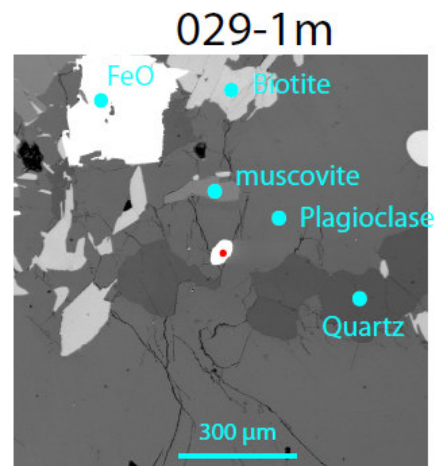 029-1m
FeO
Biotite
muscovite
Plagioclase
Quartz
300 µm